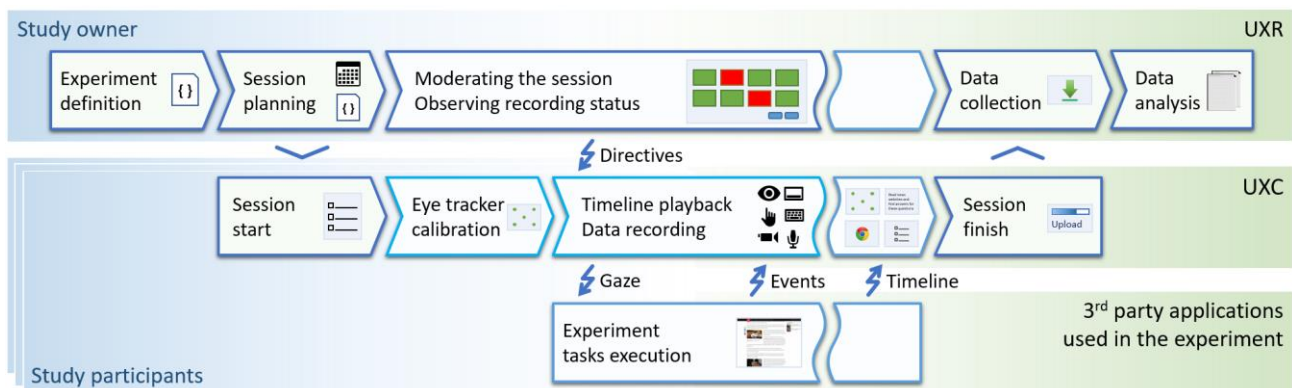 Study owner
UXR
Experiment
definition
{ }
Session
planning
{ }
Moderating the session
Observing recording status
Data
collection
Data
analysis
Directives
UXC
Session
start
Eye tracker
calibration
Timeline playback
Data recording
Session
finish
Upload
Gaze
Events
Timeline
Experiment
tasks execution
3rd party applications
used in the experiment
Study participants